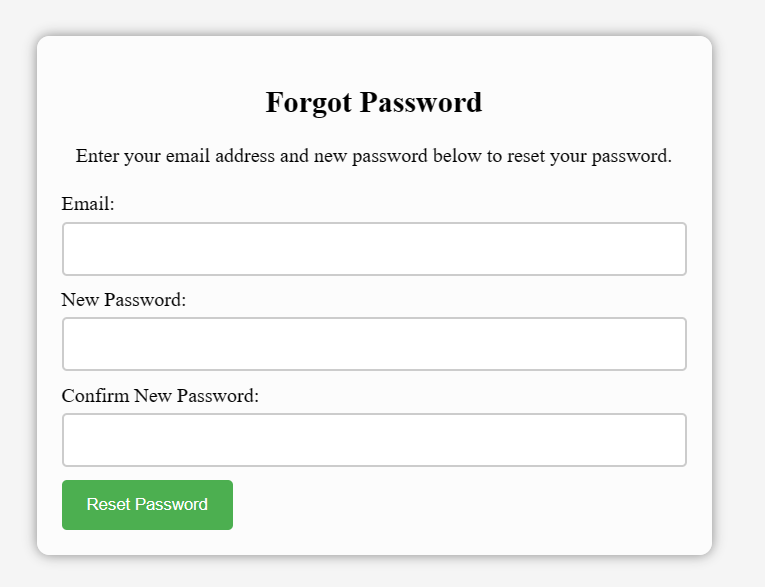 Forgot Password
Enter your email address and new password below to reset your password.
Email:
New Password:
Confirm New Password:
Reset Password